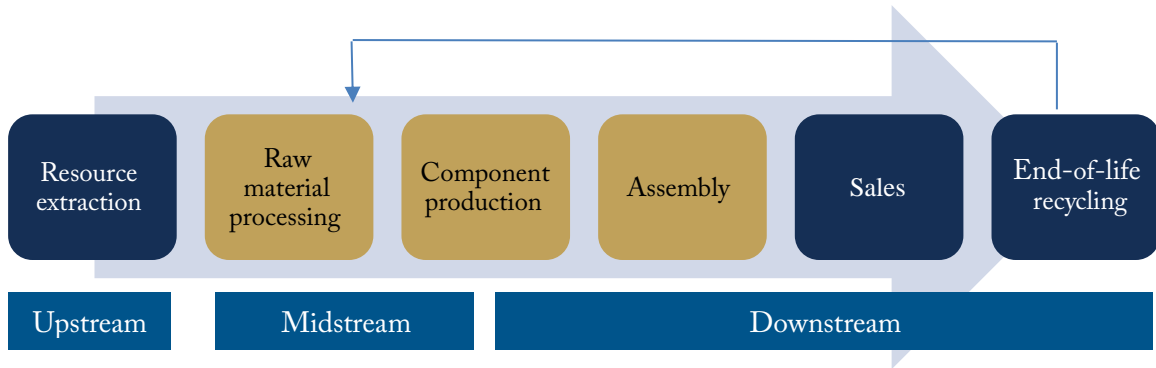 Resource
extraction
Raw
material
processing
Component
production
Assembly
Sales
End-of-life
recycling
Upstream
Midstream
Downstream